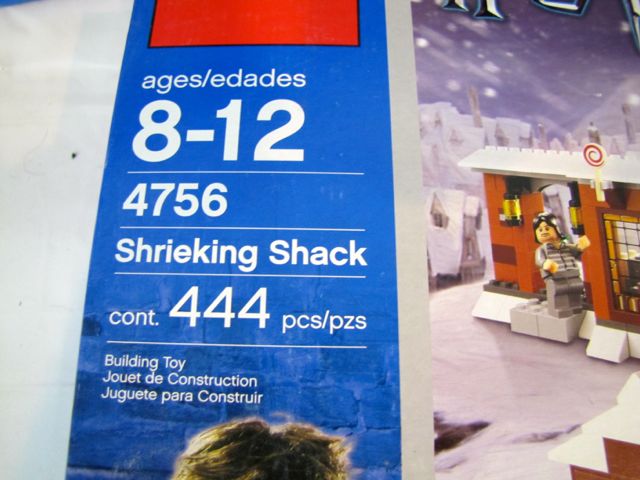 ages/edades
8-12
4756
Shrieking Shack
cont. 444 pcs/pzs
Building Toy
Jouet de Construction
Juguete para Construir